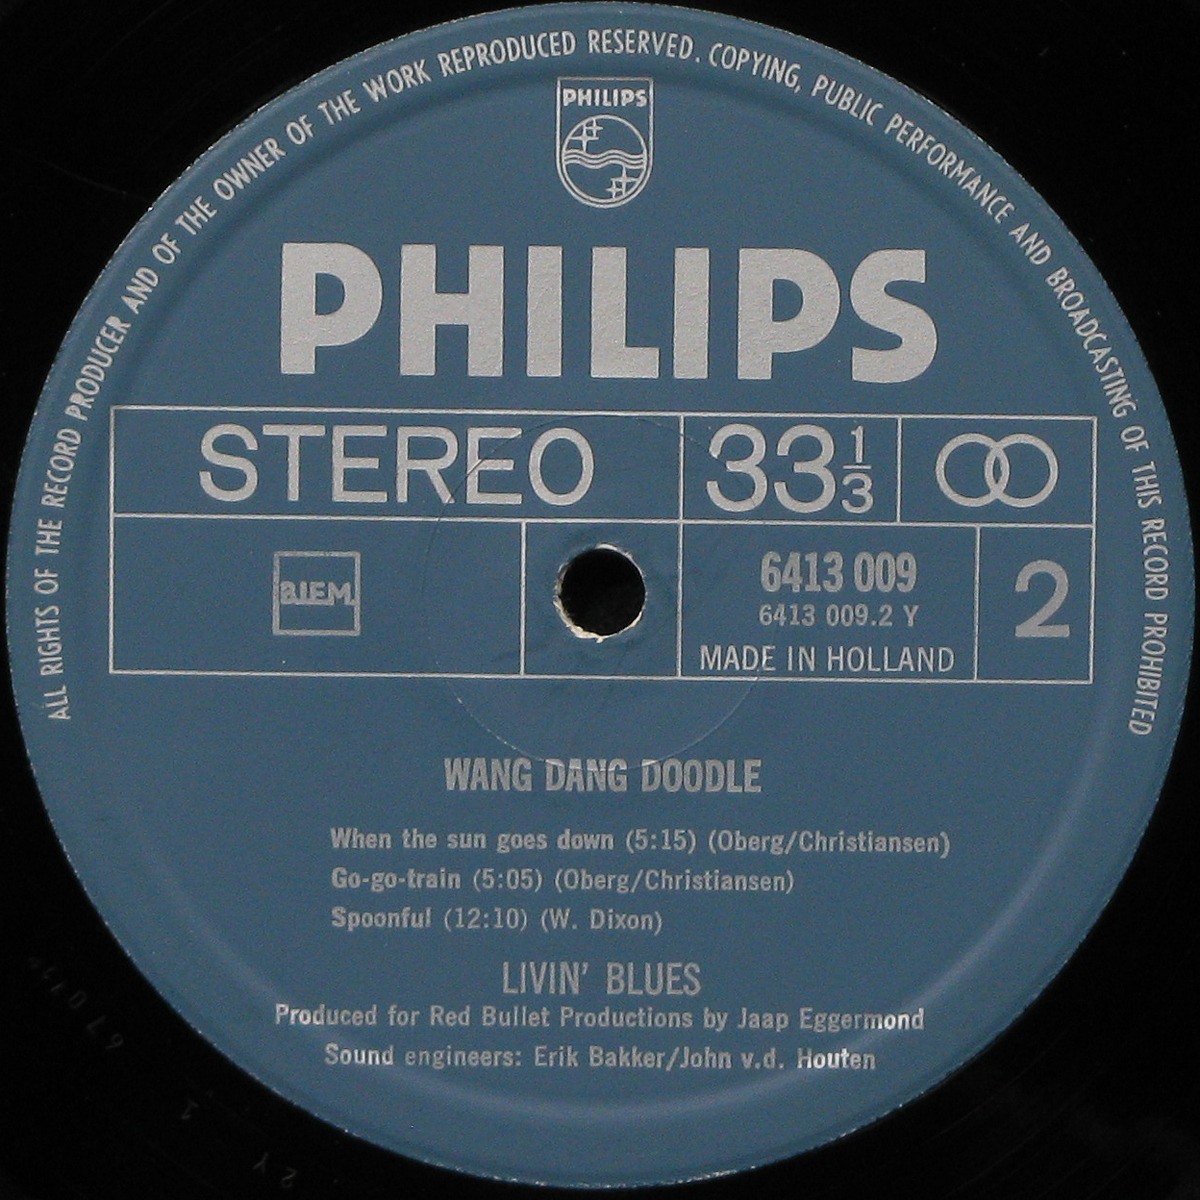 ALL RIGHTS OF THE RECORD PRODUCER AND OF THE OWNER OF THE WORK REPRODUCED RESERVED. COPYING, PUBLIC PERFORMANCE AND BROADCASTING OF THIS RECORD PROHIBITED
PHILIPS
PHILIPS
STEREO
33 1/3
BIEM
6413 009
6413 009.2 Y
MADE IN HOLLAND
2
WANG DANG DOODLE
When the sun goes down (5:15) (Oberg/Christiansen)
Go-go-train (5:05) (Oberg/Christiansen)
Spoonful (12:10) (W. Dixon)
LIVIN' BLUES
Produced for Red Bullet Productions by Jaap Eggermond
Sound engineers: Erik Bakker/John v.d. Houten